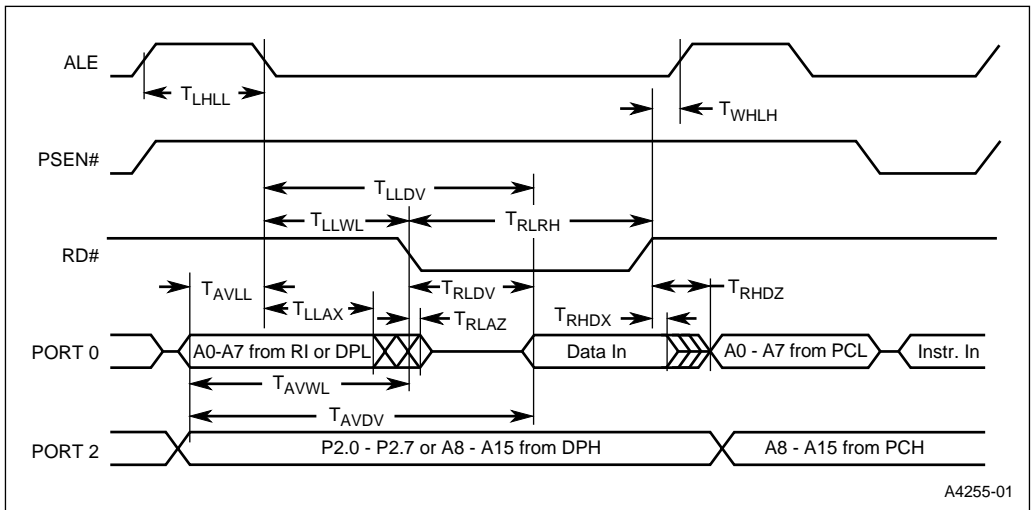 ALE
T_LHLL
T_WHLH
PSEN#
T_LLDV
T_LLWL
T_RLRH
RD#
T_AVLL
T_RLDV
T_RHDZ
T_LLAX
T_RLAZ
T_RHDX
PORT 0
A0-A7 from RI or DPL
Data In
A0 - A7 from PCL
Instr. In
T_AVWL
T_AVDV
PORT 2
P2.0 - P2.7 or A8 - A15 from DPH
A8 - A15 from PCH
A4255-01